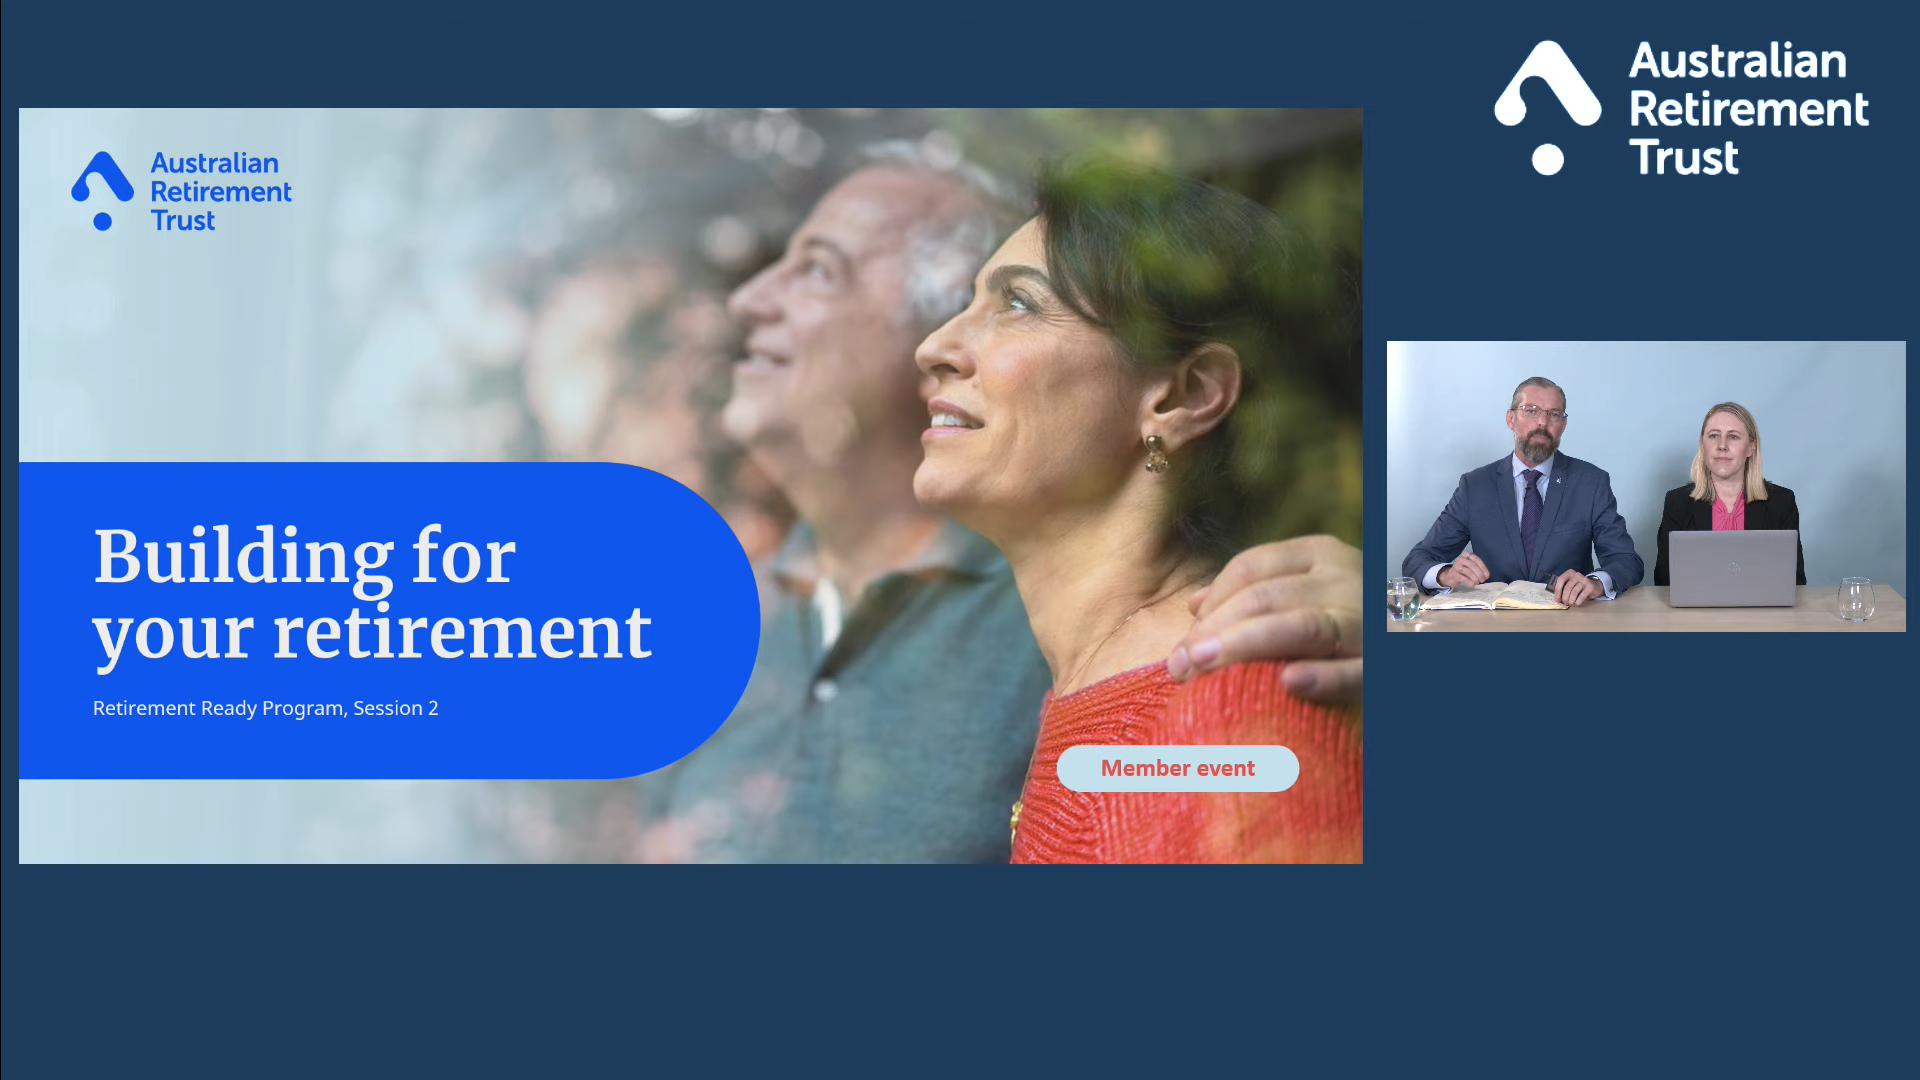 Australian
Retirement
Trust
Building for
your retirement
Retirement Ready Program, Session 2
Member event
Australian
Retirement
Trust